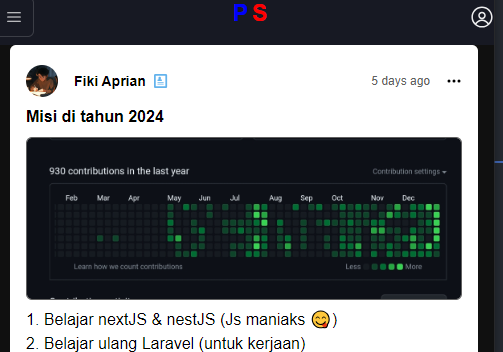 P S
Fiki Aprian
5 days ago
Misi di tahun 2024
930 contributions in the last year
Contribution settings
Feb Mar Apr May Jun Jul Aug Sep Oct Nov Dec
Learn how we count contributions
Less More
1. Belajar nextJS & nestJS (Js maniaks 😋)
2. Belajar ulang Laravel (untuk kerjaan)